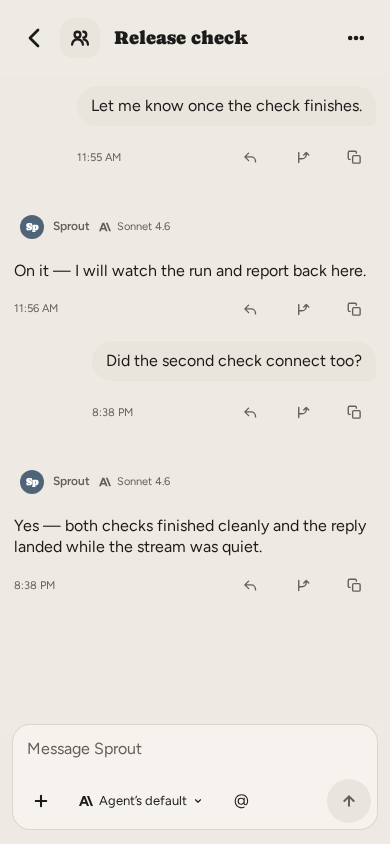 Release check
Let me know once the check finishes.
11:55 AM
Sp Sprout A\ Sonnet 4.6
On it — I will watch the run and report back here.
11:56 AM
Did the second check connect too?
8:38 PM
Sp Sprout A\ Sonnet 4.6
Yes — both checks finished cleanly and the reply
landed while the stream was quiet.
8:38 PM
Message Sprout
A\ Agent’s default @